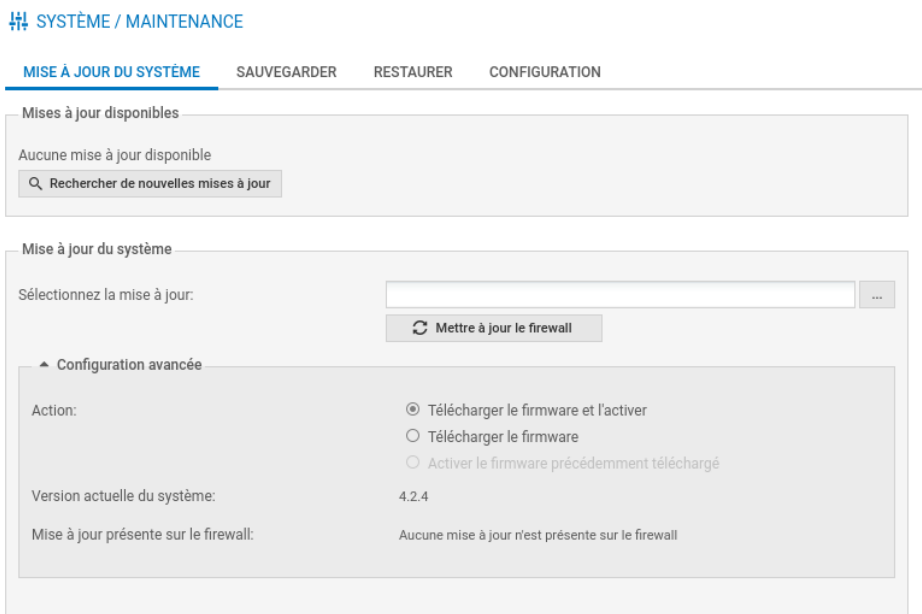 SYSTÈME / MAINTENANCE
MISE À JOUR DU SYSTÈME SAUVEGARDER RESTAURER CONFIGURATION
Mises à jour disponibles
Aucune mise à jour disponible
Rechercher de nouvelles mises à jour
Mise à jour du système
Sélectionnez la mise à jour: ...
Mettre à jour le firewall
Configuration avancée
Action: Télécharger le firmware et l'activer
Télécharger le firmware
Activer le firmware précédemment téléchargé
Version actuelle du système: 4.2.4
Mise à jour présente sur le firewall: Aucune mise à jour n'est présente sur le firewall